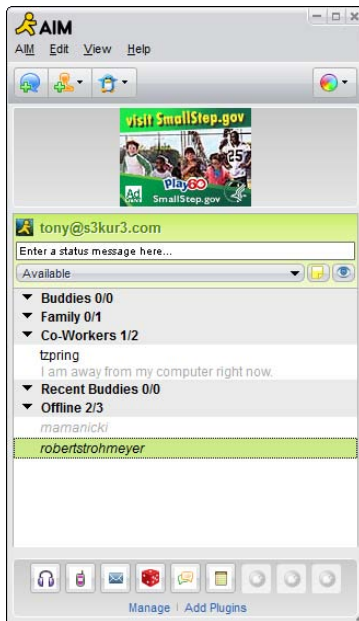 AIM
AIM Edit View Help
visit SmallStep.gov
25
Play60
Ad
SmallStep.gov
tony@s3kur3.com
Enter a status message here...
Available
Buddies 0/0
Family 0/1
Co-Workers 1/2
tzpring
I am away from my computer right now.
Recent Buddies 0/0
Offline 2/3
mamanicki
robertstrohmeyer
Manage | Add Plugins